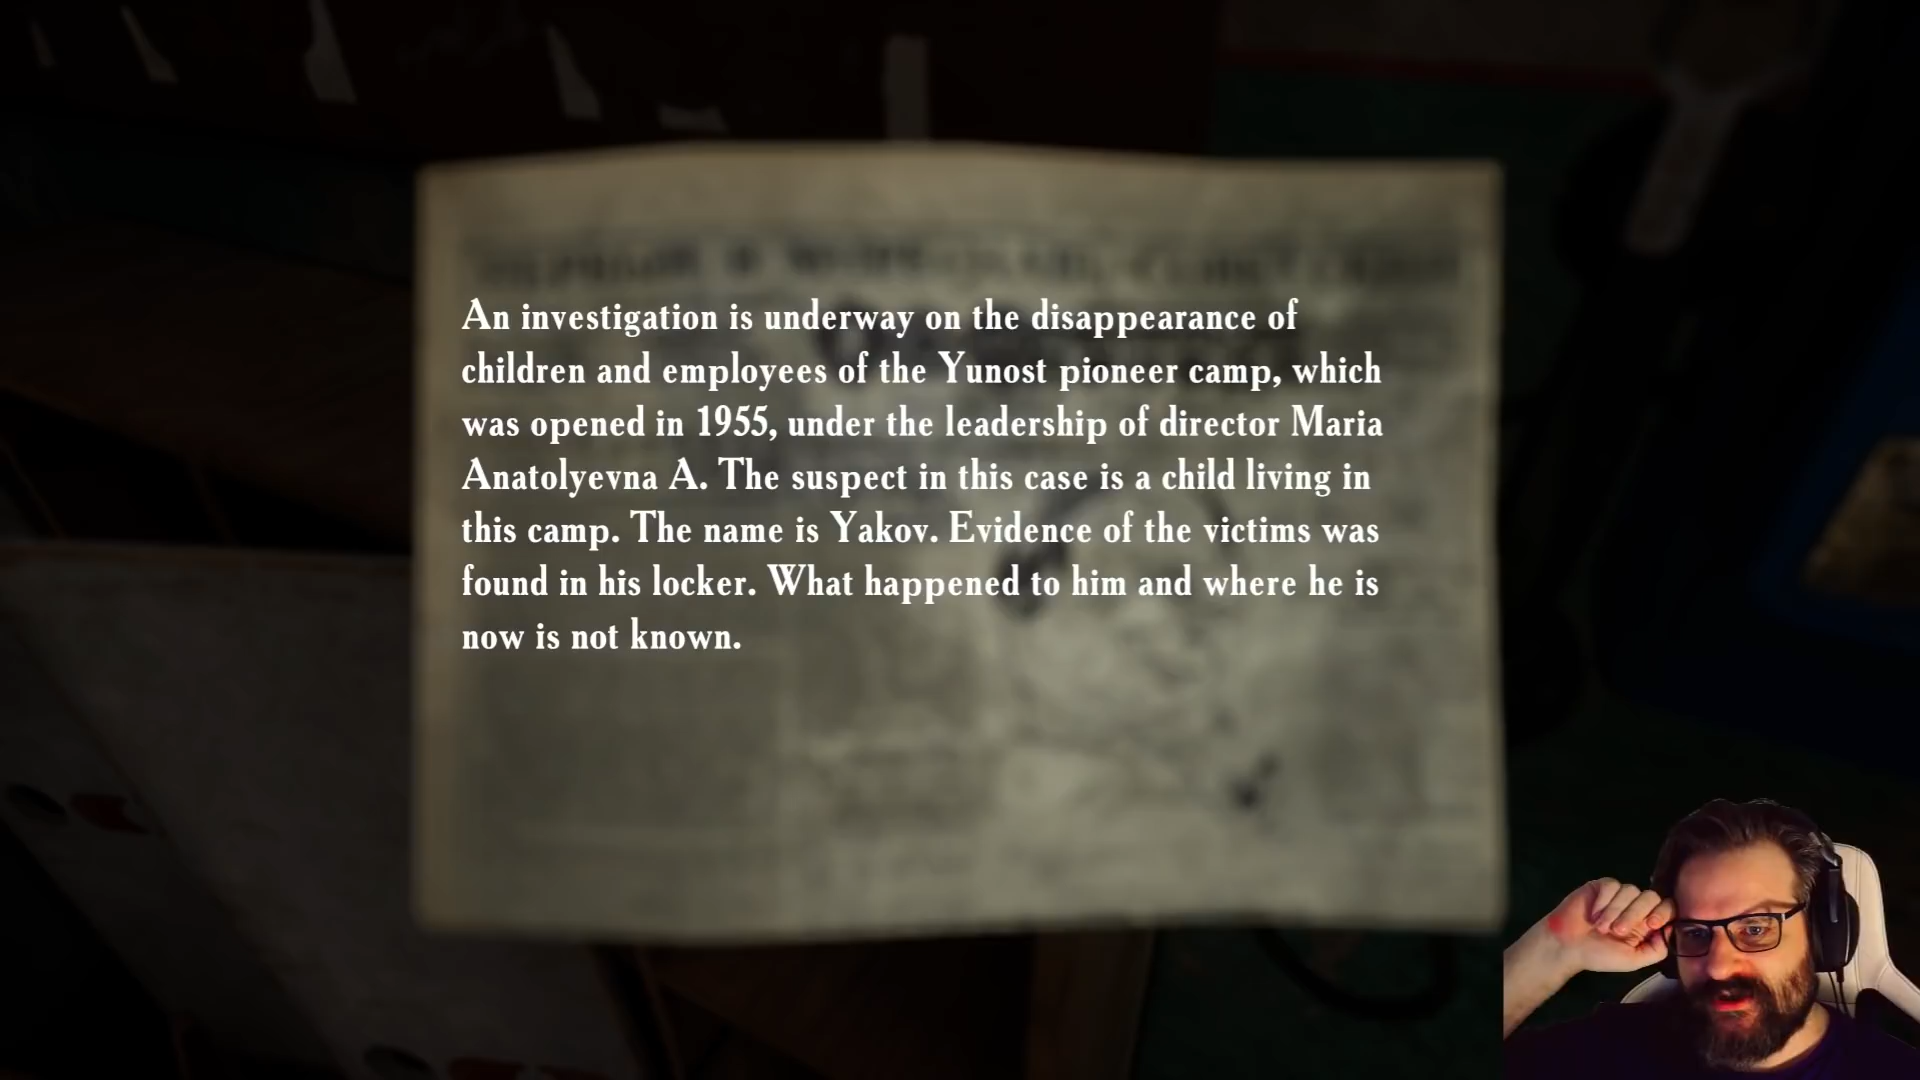 An investigation is underway on the disappearance of
children and employees of the Yunost pioneer camp, which
was opened in 1955, under the leadership of director Maria
Anatolyevna A. The suspect in this case is a child living in
this camp. The name is Yakov. Evidence of the victims was
found in his locker. What happened to him and where he is
now is not known.